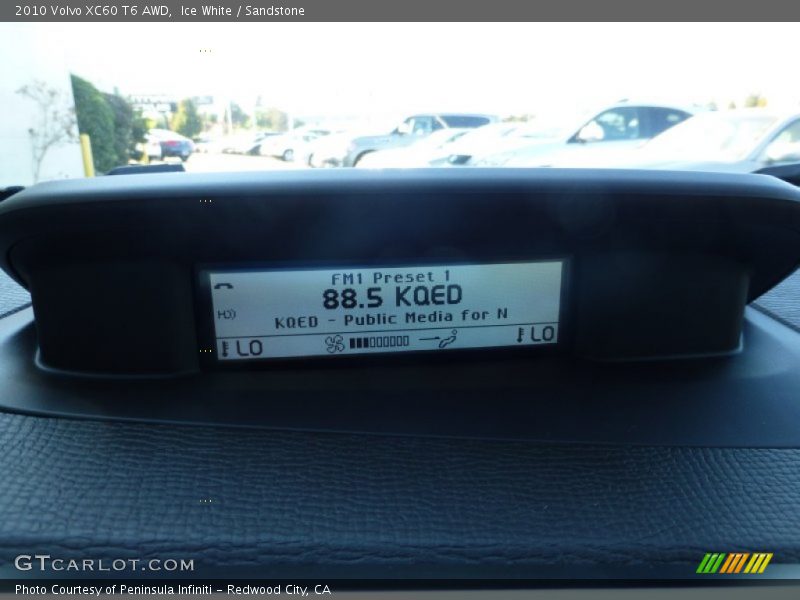 2010 Volvo XC60 T6 AWD,  Ice White / Sandstone
FM1 Preset 1
88.5 KQED
HD
KQED - Public Media for N
LO LO
GTCARLOT.COM
Photo Courtesy of Peninsula Infiniti - Redwood City, CA